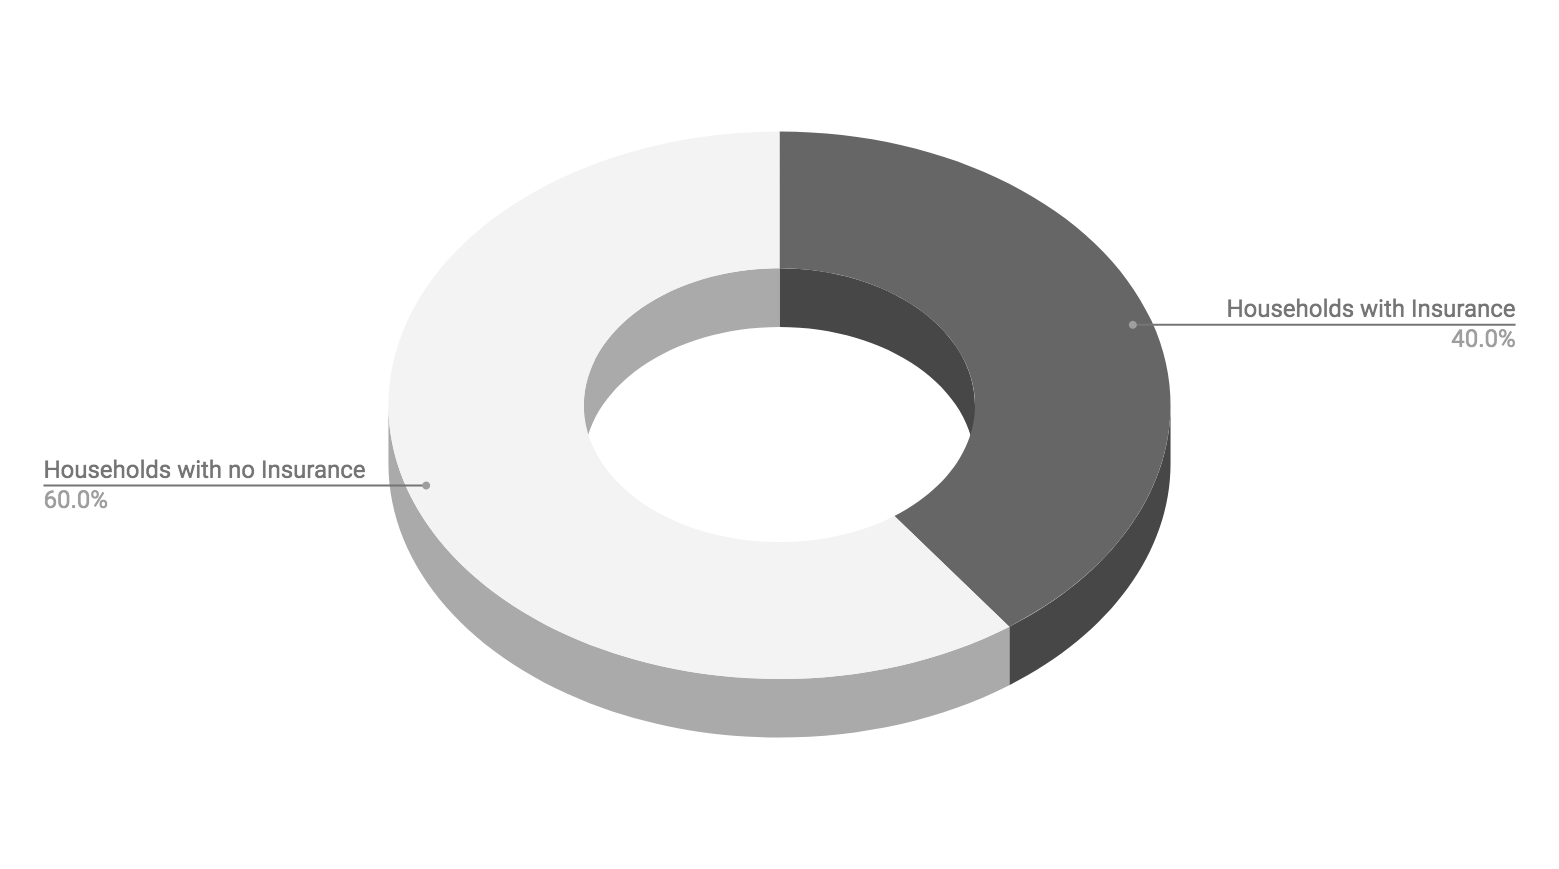 Households with Insurance
40.0%
Households with no Insurance
60.0%